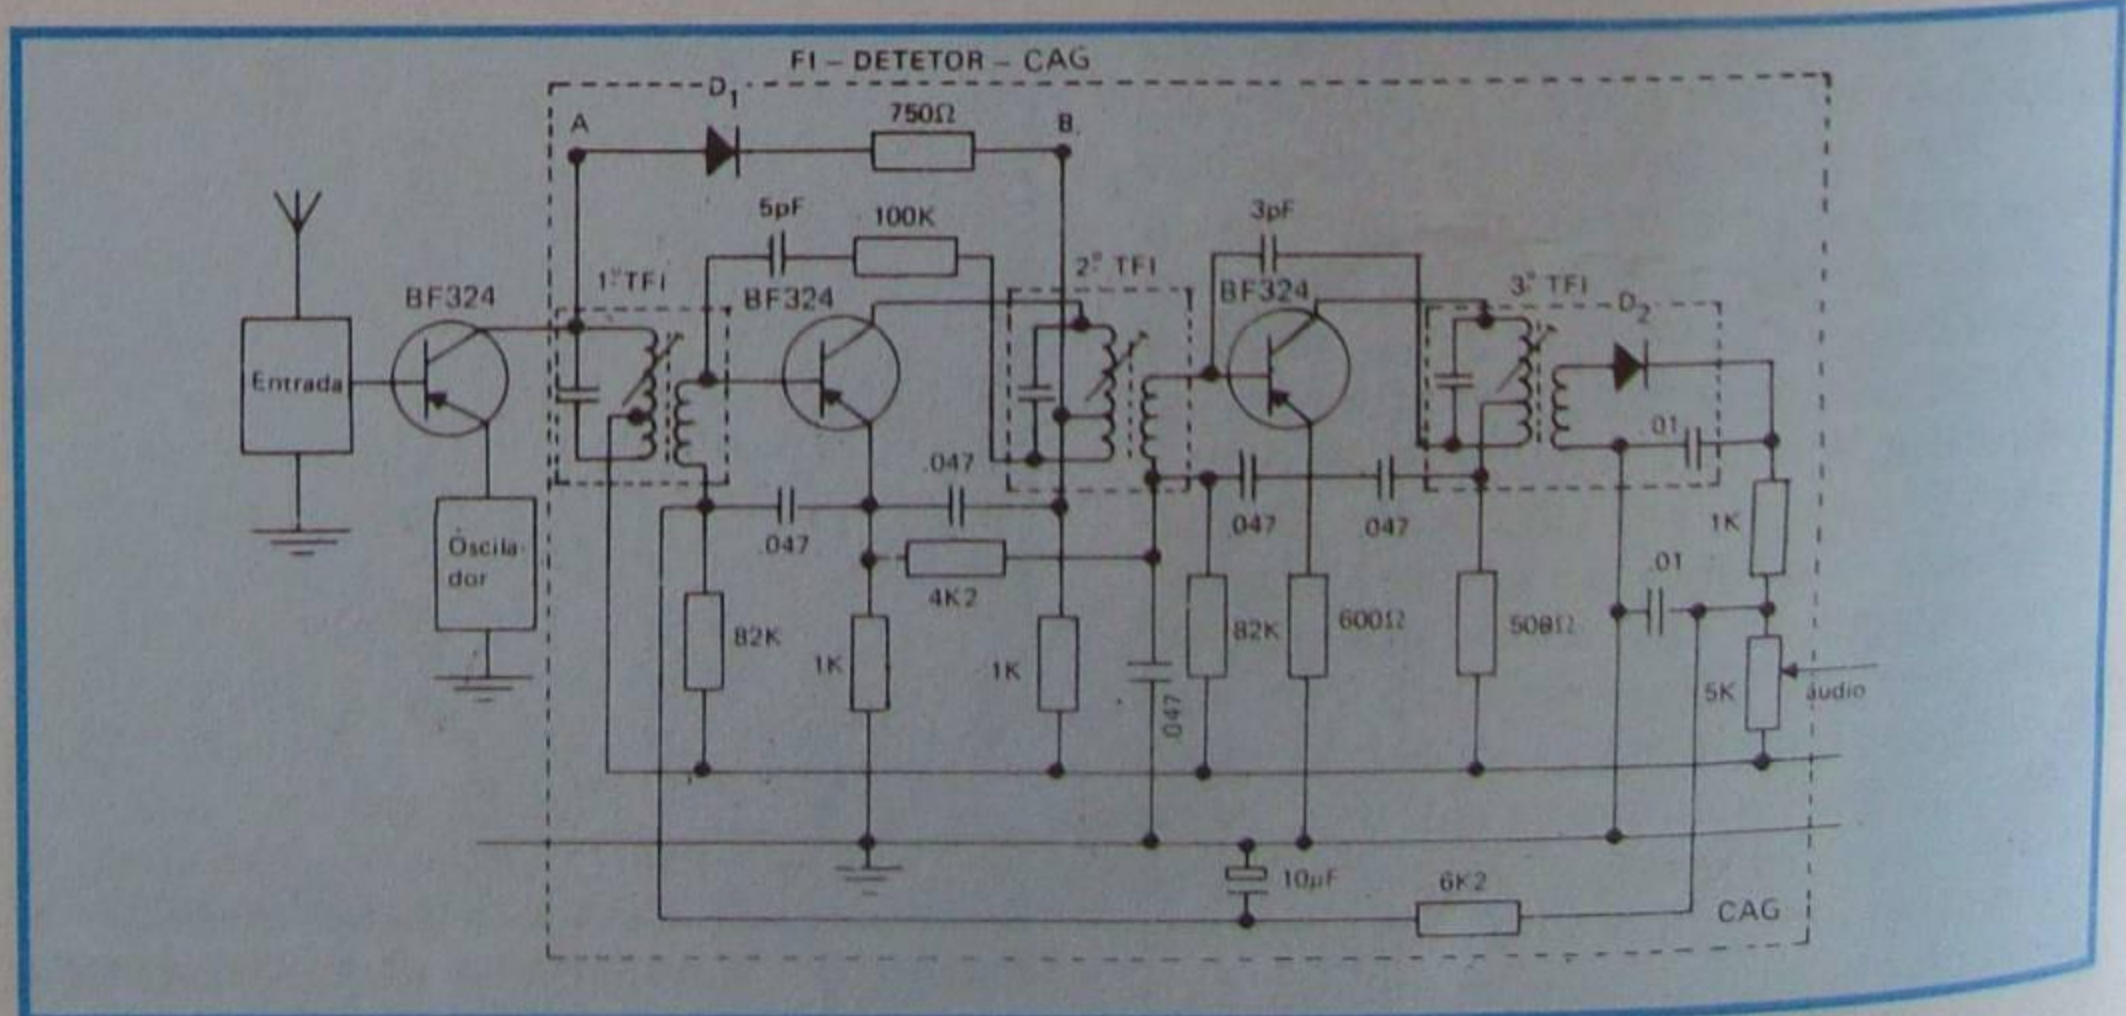 FI – DETETOR – CAG
D1
A
750Ω
B
5pF
100K
3pF
1º TFI
2º TFI
3º TFI
D2
BF324
BF324
BF324
Entrada
.01
.047
.047
.047
.047
1K
Oscila-
dor
4K2
.01
82K
1K
1K
82K
600Ω
500Ω
.047
5K
áudio
10µF
6K2
CAG